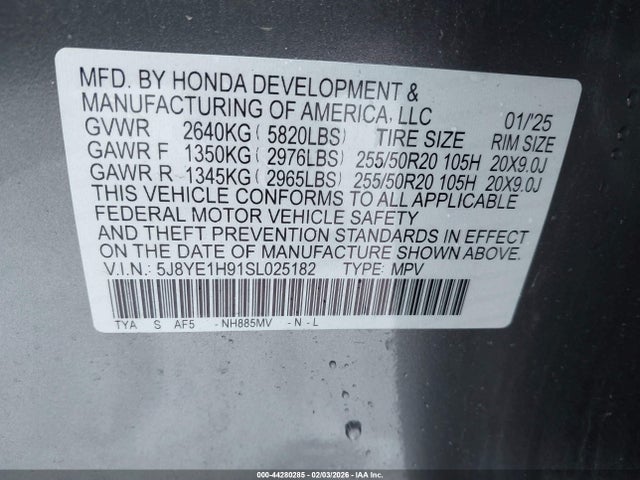 MFD. BY HONDA DEVELOPMENT &
MANUFACTURING OF AMERICA, LLC 01/'25
GVWR 2640KG ( 5820LBS) TIRE SIZE RIM SIZE
GAWR F 1350KG ( 2976LBS) 255/50R20 105H 20X9.0J
GAWR R 1345KG ( 2965LBS) 255/50R20 105H 20X9.0J
THIS VEHICLE CONFORMS TO ALL APPLICABLE
FEDERAL MOTOR VEHICLE SAFETY
AND THEFT PREVENTION STANDARDS IN EFFECT
ON THE DATE OF MANUFACTURE SHOWN ABOVE.
V.I.N.: 5J8YE1H91SL025182 TYPE: MPV
TYA S AF5 - NH885MV - N - L
000-44280285 - 02/03/2026 - IAA Inc.